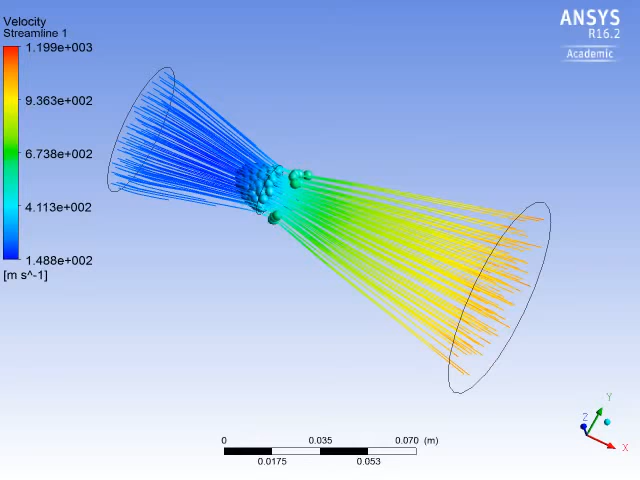 Velocity
Streamline 1
1.199e+003
9.363e+002
6.738e+002
4.113e+002
1.488e+002
[m s^-1]
ANSYS
R16.2
Academic
0 0.035 0.070 (m)
0.0175 0.053
Y
Z
X